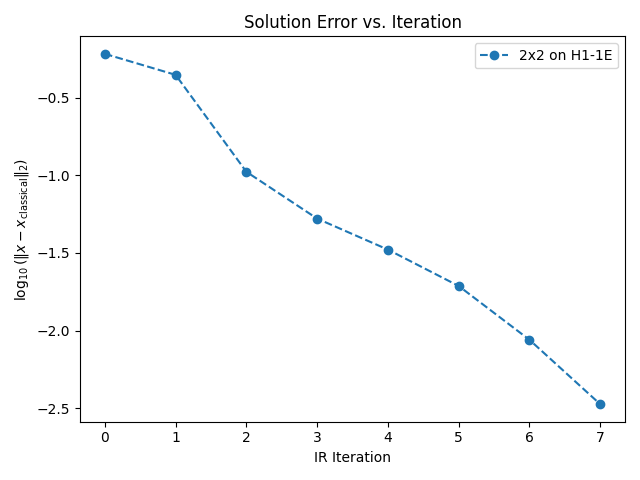 Solution Error vs. Iteration
2x2 on H1-1E
log₁₀(‖x − x_classical‖₂)
−0.5
−1.0
−1.5
−2.0
−2.5
0 1 2 3 4 5 6 7
IR Iteration